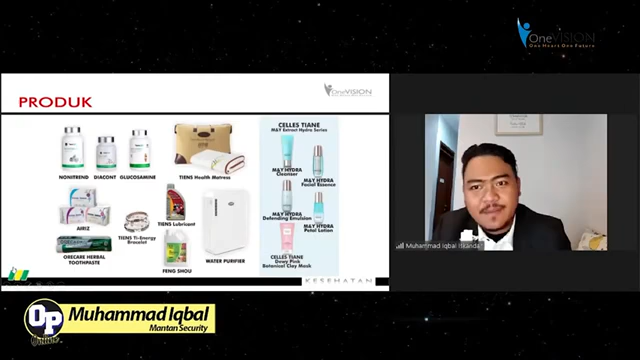 OneVISION
One Heart One Future
OneVISION
PRODUK
NONITREND
DIACONT
GLUCOSAMINE
TIENS Health Matress
AIRIZ
TIENS Ti-Energy
Bracelet
TIENS Lubricant
ORECARE HERBAL
TOOTHPASTE
FENG SHOU
WATER PURIFIER
CELLES TIANE
M&Y Extract Hydra Series
M&Y HYDRA
Cleanser
M&Y HYDRA
Facial Essence
M&Y HYDRA
Defending Emulsion
M&Y HYDRA
Petal Lotion
CELLES TIANE
Dewy Pink
Botanical Clay Mask
KESEHATAN
Muhammad Iqbal Iskanda
Op
Online
Muhammad Iqbal
Mantan Security